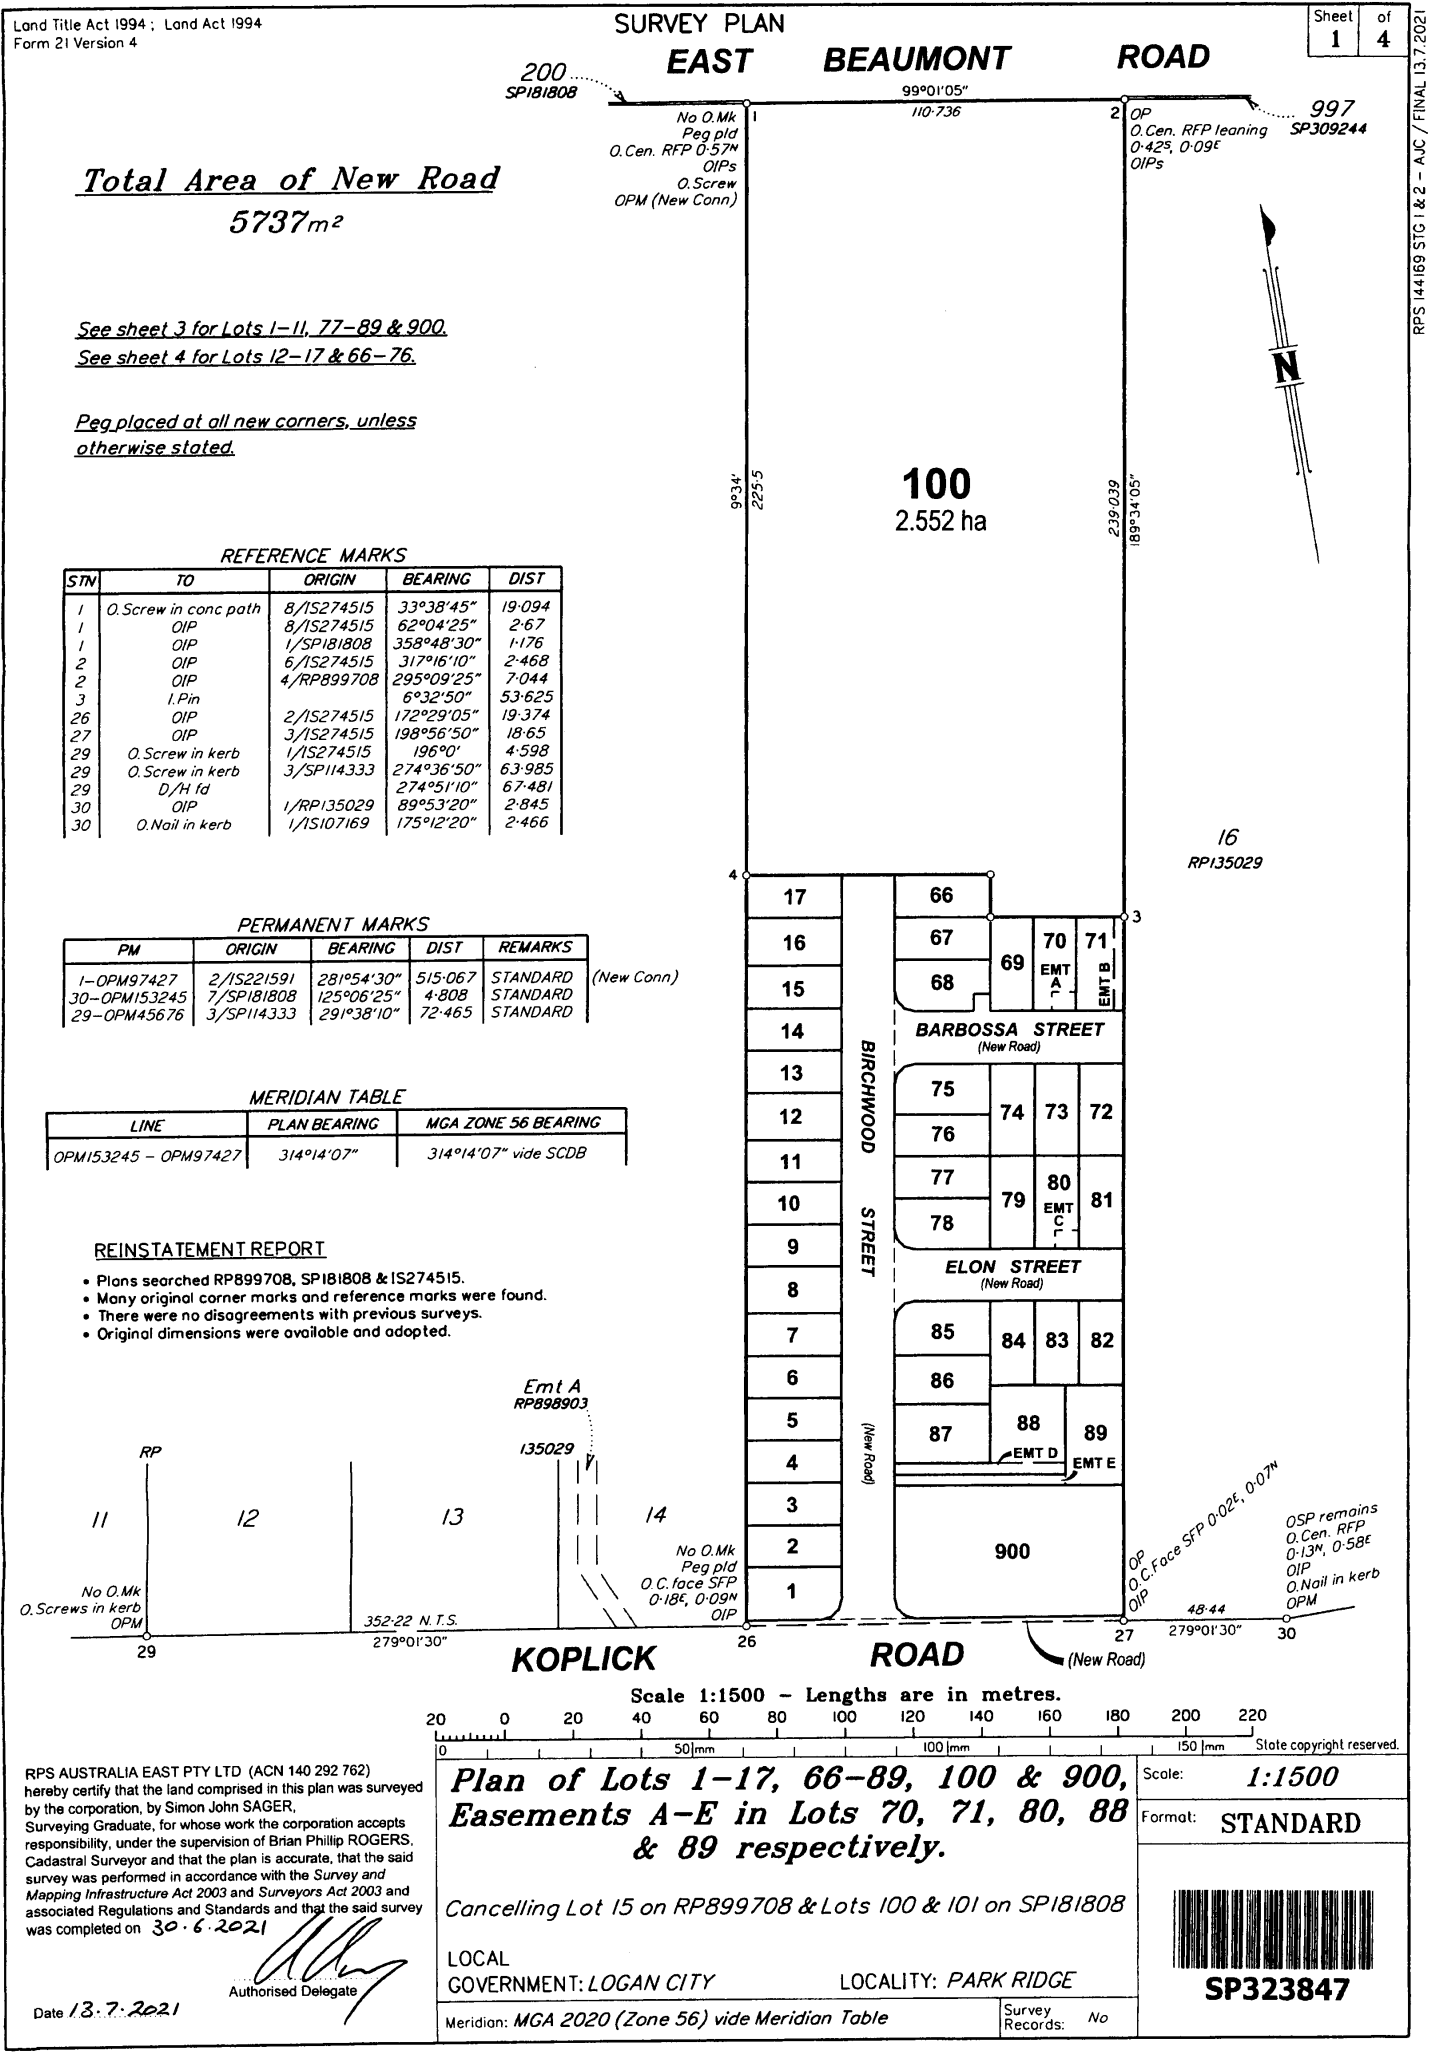 Land Title Act 1994 ; Land Act 1994
Form 21 Version 4
SURVEY PLAN
Sheet 1 of 4
RPS 144169 STG 1 & 2 - AJC / FINAL 13.7.2021
EAST BEAUMONT ROAD
200
SP181808
99°01'05"
110·736
997
SP309244
1
No O.Mk
Peg pld
O.Cen. RFP 0·57ᴺ
OIPs
O.Screw
OPM (New Conn)
2
OP
O.Cen. RFP leaning
0·42ˢ, 0·09ᴱ
OIPs
Total Area of New Road
5737m²
N
See sheet 3 for Lots 1-11, 77-89 & 900.
See sheet 4 for Lots 12-17 & 66-76.
Peg placed at all new corners, unless
otherwise stated.
9°34'
225·5
100
2.552 ha
239·039
189°34'05"
REFERENCE MARKS
STN TO ORIGIN BEARING DIST
1 O.Screw in conc path 8/IS274515 33°38'45" 19·094
1 OIP 8/IS274515 62°04'25" 2·67
1 OIP 1/SP181808 358°48'30" 1·176
2 OIP 6/IS274515 317°16'10" 2·468
2 OIP 4/RP899708 295°09'25" 7·044
3 I.Pin 6°32'50" 53·625
26 OIP 2/IS274515 172°29'05" 19·374
27 OIP 3/IS274515 198°56'50" 18·65
29 O.Screw in kerb 1/IS274515 196°0' 4·598
29 O.Screw in kerb 3/SP114333 274°36'50" 63·985
29 D/H fd 274°51'10" 67·481
30 OIP 1/RP135029 89°53'20" 2·845
30 O.Nail in kerb 1/IS107169 175°12'20" 2·466
16
RP135029
4
3
PERMANENT MARKS
PM ORIGIN BEARING DIST REMARKS
1-OPM97427 2/IS221591 281°54'30" 515·067 STANDARD (New Conn)
30-OPM153245 7/SP181808 125°06'25" 4·808 STANDARD
29-OPM45676 3/SP114333 291°38'10" 72·465 STANDARD
MERIDIAN TABLE
LINE PLAN BEARING MGA ZONE 56 BEARING
OPM153245 - OPM97427 314°14'07" 314°14'07" vide SCDB
REINSTATEMENT REPORT
• Plans searched RP899708, SP181808 & IS274515.
• Many original corner marks and reference marks were found.
• There were no disagreements with previous surveys.
• Original dimensions were available and adopted.
17
16
15
14
13
12
11
10
9
8
7
6
5
4
3
2
1
BIRCHWOOD STREET
(New Road)
66
67
68
69
70
EMT A
71
EMT B
BARBOSSA STREET
(New Road)
75
76
74
73
72
77
78
79
80
EMT C
81
ELON STREET
(New Road)
85
86
87
84
83
82
88
EMT D
89
EMT E
900
Emt A
RP898903
RP
135029
11
12
13
14
No O.Mk
O.Screws in kerb
OPM
29
352·22 N.T.S.
279°01'30"
No O.Mk
Peg pld
O.C.face SFP
0·18ᴱ, 0·09ᴺ
OIP
26
OP
O.C.Face SFP 0·02ᴱ, 0·07ᴺ
OIP
27
48·44
279°01'30"
OSP remains
O.Cen. RFP
0·13ᴺ, 0·58ᴱ
OIP
O.Nail in kerb
OPM
30
KOPLICK ROAD
(New Road)
Scale 1:1500 - Lengths are in metres.
20 0 20 40 60 80 100 120 140 160 180 200 220
0 50 mm 100 mm 150 mm State copyright reserved.
RPS AUSTRALIA EAST PTY LTD (ACN 140 292 762)
hereby certify that the land comprised in this plan was surveyed
by the corporation, by Simon John SAGER,
Surveying Graduate, for whose work the corporation accepts
responsibility, under the supervision of Brian Phillip ROGERS,
Cadastral Surveyor and that the plan is accurate, that the said
survey was performed in accordance with the Survey and
Mapping Infrastructure Act 2003 and Surveyors Act 2003 and
associated Regulations and Standards and that the said survey
was completed on 30·6·2021
Authorised Delegate
Date 13·7·2021
Plan of Lots 1-17, 66-89, 100 & 900,
Easements A-E in Lots 70, 71, 80, 88
& 89 respectively.
Cancelling Lot 15 on RP899708 & Lots 100 & 101 on SP181808
LOCAL
GOVERNMENT: LOGAN CITY
LOCALITY: PARK RIDGE
Meridian: MGA 2020 (Zone 56) vide Meridian Table
Survey
Records: No
Scale: 1:1500
Format: STANDARD
SP323847